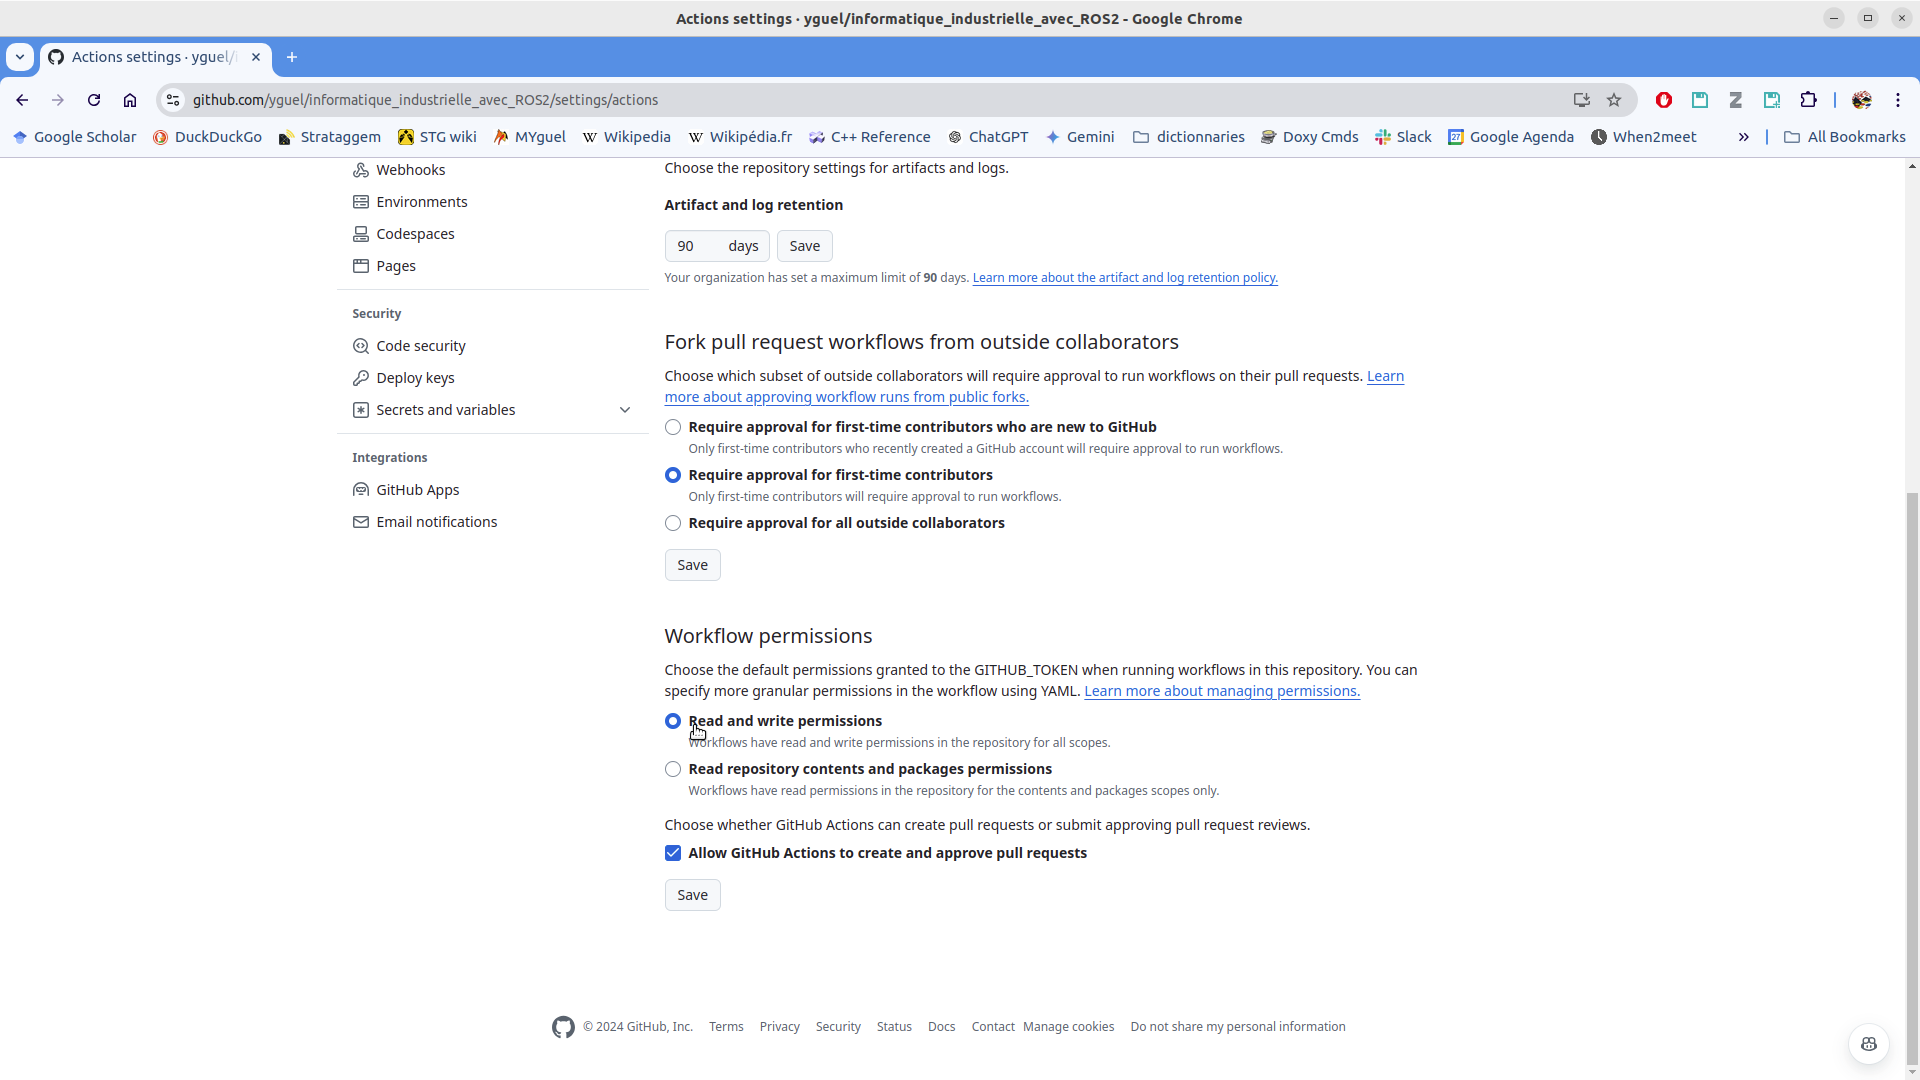 Actions settings · yguel/informatique_industrielle_avec_ROS2 - Google Chrome
Actions settings · yguel/i
github.com/yguel/informatique_industrielle_avec_ROS2/settings/actions
Google Scholar DuckDuckGo Strataggem STG wiki MYguel Wikipedia Wikipédia.fr C++ Reference ChatGPT Gemini dictionnaries Doxy Cmds Slack Google Agenda When2meet » All Bookmarks
Webhooks
Environments
Codespaces
Pages
Security
Code security
Deploy keys
Secrets and variables
Integrations
GitHub Apps
Email notifications
Choose the repository settings for artifacts and logs.
Artifact and log retention
90 days Save
Your organization has set a maximum limit of 90 days. Learn more about the artifact and log retention policy.
Fork pull request workflows from outside collaborators
Choose which subset of outside collaborators will require approval to run workflows on their pull requests. Learn
more about approving workflow runs from public forks.
Require approval for first-time contributors who are new to GitHub
Only first-time contributors who recently created a GitHub account will require approval to run workflows.
Require approval for first-time contributors
Only first-time contributors will require approval to run workflows.
Require approval for all outside collaborators
Save
Workflow permissions
Choose the default permissions granted to the GITHUB_TOKEN when running workflows in this repository. You can
specify more granular permissions in the workflow using YAML. Learn more about managing permissions.
Read and write permissions
Workflows have read and write permissions in the repository for all scopes.
Read repository contents and packages permissions
Workflows have read permissions in the repository for the contents and packages scopes only.
Choose whether GitHub Actions can create pull requests or submit approving pull request reviews.
Allow GitHub Actions to create and approve pull requests
Save
© 2024 GitHub, Inc. Terms Privacy Security Status Docs Contact Manage cookies Do not share my personal information